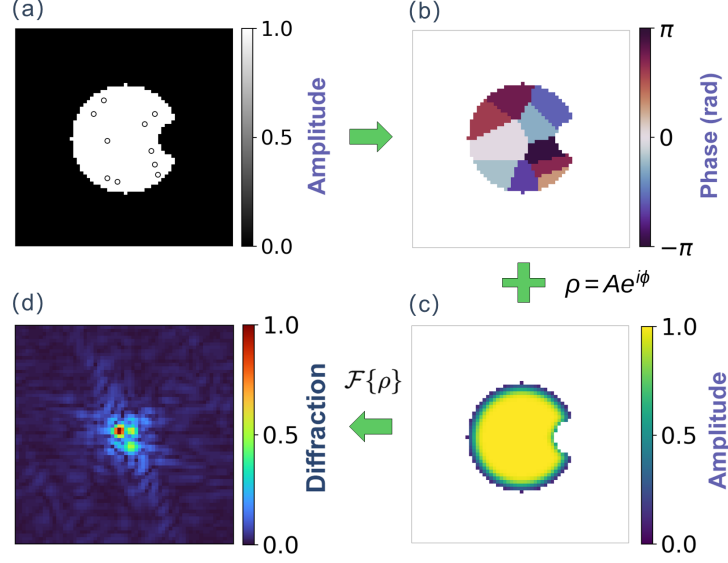 (a)
1.0
0.5
0.0
Amplitude
(b)
π
0
−π
Phase (rad)
ρ = Ae^{iϕ}
(c)
1.0
0.5
0.0
Amplitude
(d)
1.0
0.5
0.0
Diffraction
ℱ{ρ}